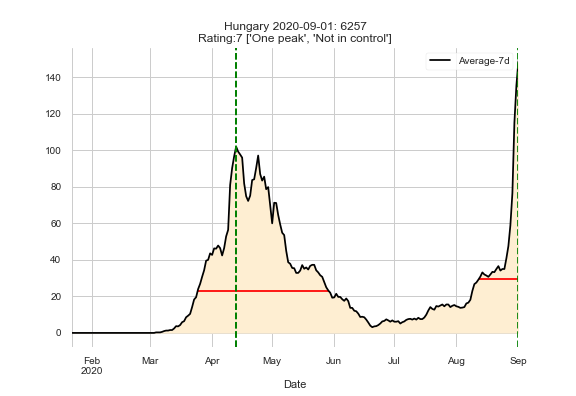 Hungary 2020-09-01: 6257
Rating:7 ['One peak', 'Not in control']
Average-7d
140
120
100
80
60
40
20
0
Feb Mar Apr May Jun Jul Aug Sep
2020
Date